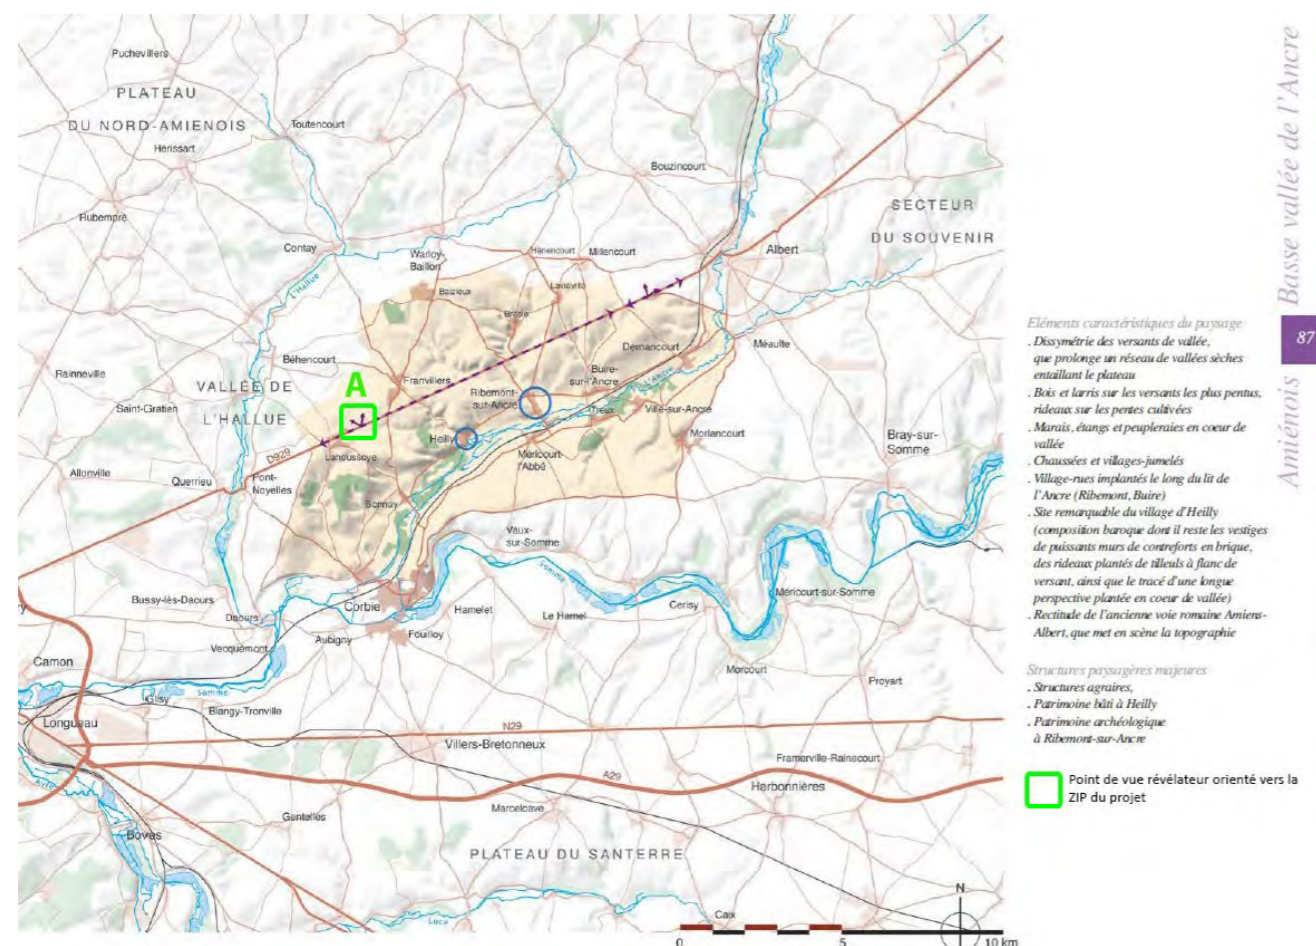 Puchevillers
PLATEAU
DU NORD-AMIENOIS
Toutencourt
Hérissart
Bouzincourt
Rubempré
SECTEUR
DU SOUVENIR
Contay
Warloy-
Baillon
Hénencourt
Millencourt
Albert
l'Hallue
Baizieux
Lavieville
Bresle
Dernancourt
Méaulte
Béhencourt
Rainneville
Franvillers
Buire-
sur-l'Ancre
l'Ancre
VALLÉE DE
L'HALLUE
A
Ribemont-
sur-Ancre
Saint-Gratien
Treux
Ville-sur-Ancre
Heilly
Morlancourt
Bray-sur-
Somme
D929
Lahoussoye
Méricourt
l'Abbé
Allonville
Querrieu
Pont-
Noyelles
Bonnay
Vaux-
sur-Somme
Somme
Bussy-lès-Daours
Corbie
Méricourt-sur-Somme
Daours
Hamelet
Le Hamel
Cerisy
Aubigny
Fouilloy
Vecquemont
Camon
Morcourt
Proyart
Somme
Glisy
Blangy-Tronville
Longueau
N29
Villers-Bretonneux
Framerville-Rainecourt
A29
Harbonnières
Marcelcave
Gentelles
Boves
PLATEAU DU SANTERRE
Luce
Caix
N
0 5 10 km
Eléments caractéristiques du paysage
. Dissymétrie des versants de vallée,
que prolonge un réseau de vallées sèches
entaillant le plateau
. Bois et larris sur les versants les plus pentus,
rideaux sur les pentes cultivées
. Marais, étangs et peupleraies en coeur de
vallée
. Chaussées et villages-jumelés
. Village-rues implantés le long du lit de
l'Ancre (Ribemont, Buire)
. Site remarquable du village d'Heilly
(composition baroque dont il reste les vestiges
de puissants murs de contreforts en brique,
des rideaux plantés de tilleuls à flanc de
versant, ainsi que le tracé d'une longue
perspective plantée en coeur de vallée)
. Rectitude de l'ancienne voie romaine Amiens-
Albert, que met en scène la topographie
Structures paysagères majeures
. Structures agraires,
. Patrimoine bâti à Heilly
. Patrimoine archéologique
à Ribemont-sur-Ancre
Point de vue révélateur orienté vers la
ZIP du projet
Basse vallée de l'Ancre
87
Amiénois